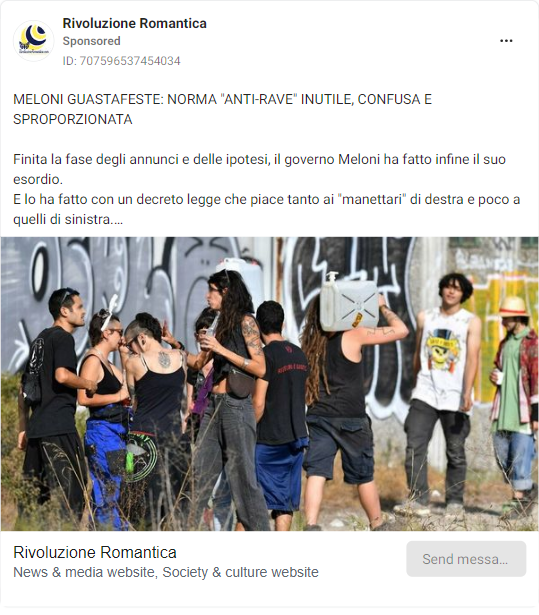 Rivoluzione Romantica
Sponsored
ID: 707596537454034
MELONI GUASTAFESTE: NORMA "ANTI-RAVE" INUTILE, CONFUSA E
SPROPORZIONATA
Finita la fase degli annunci e delle ipotesi, il governo Meloni ha fatto infine il suo
esordio.
E lo ha fatto con un decreto legge che piace tanto ai "manettari" di destra e poco a
quelli di sinistra....
Rivoluzione Romantica
News & media website, Society & culture website
Send messa...